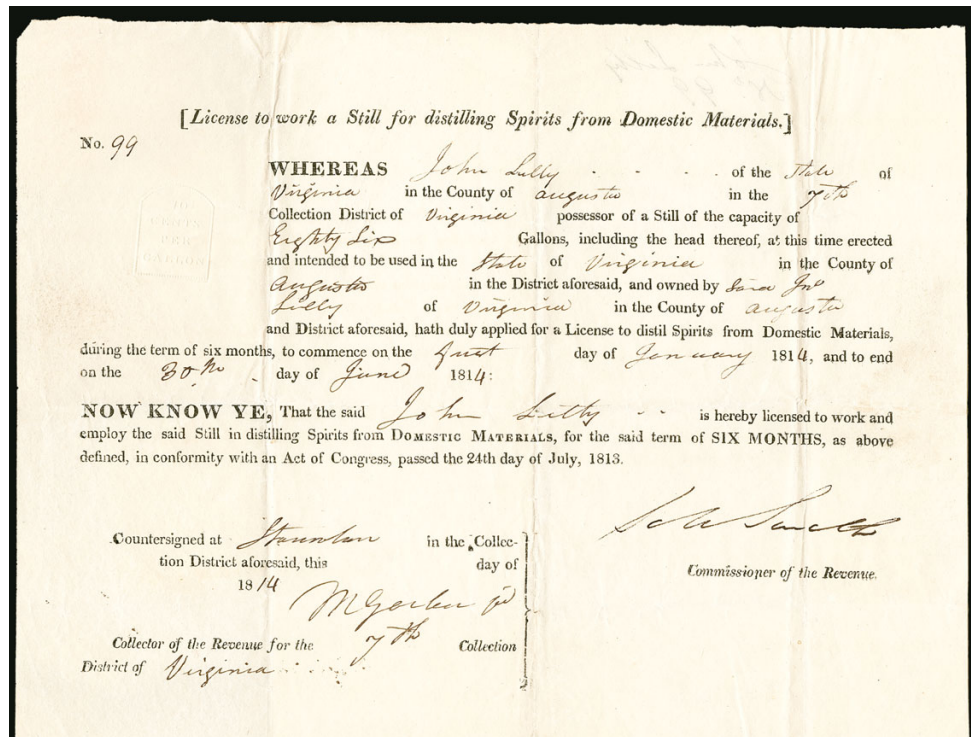 [License to work a Still for distilling Spirits from Domestic Materials.]
No. 99
WHEREAS John Lilly of the State of
Virginia in the County of augusta in the 7th
Collection District of Virginia possessor of a Still of the capacity of
Eighty Six Gallons, including the head thereof, at this time erected
and intended to be used in the State of Virginia in the County of
Augusta in the District aforesaid, and owned by Said Jno
Lilly of Virginia in the County of augusta
and District aforesaid, hath duly applied for a License to distil Spirits from Domestic Materials,
during the term of six months, to commence on the first day of January 1814, and to end
on the 30th day of June 1814:
NOW KNOW YE, That the said John Lilly is hereby licensed to work and
employ the said Still in distilling Spirits from DOMESTIC MATERIALS, for the said term of SIX MONTHS, as above
defined, in conformity with an Act of Congress, passed the 24th day of July, 1813.
Countersigned at Staunton in the Collec-
tion District aforesaid, this day of
1814
Commissioner of the Revenue.
Collector of the Revenue for the 7th Collection
District of Virginia